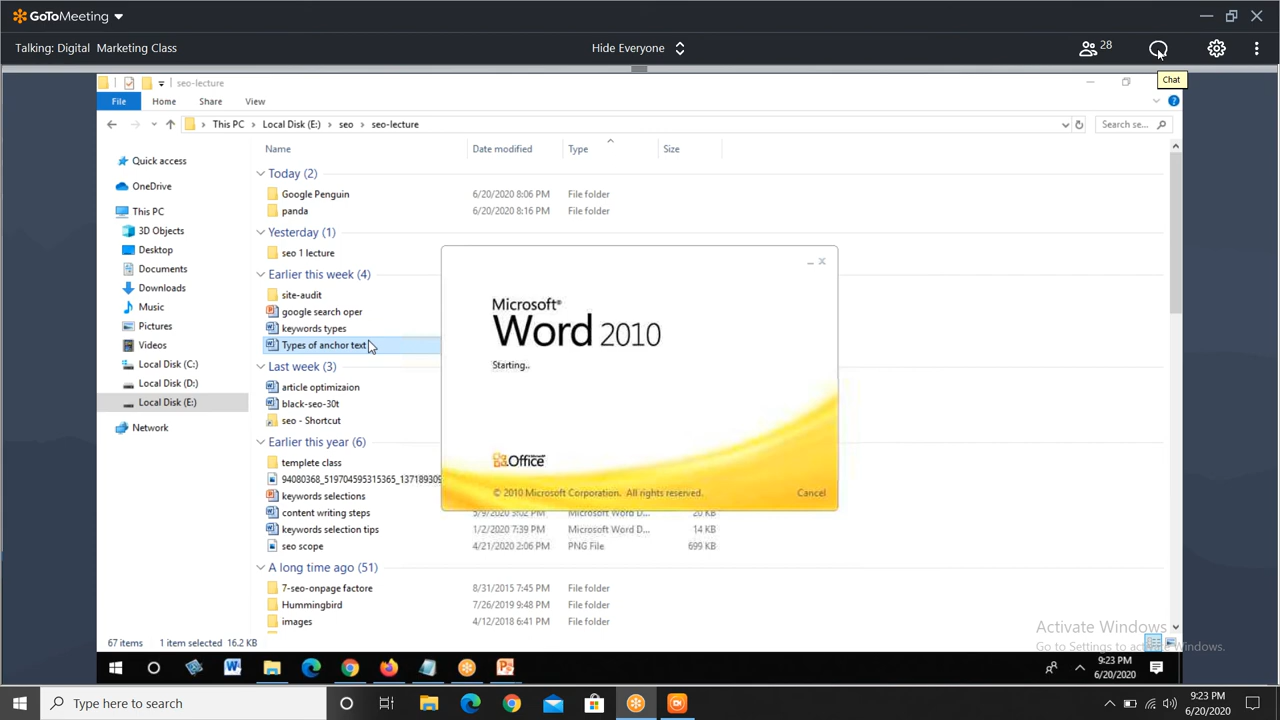 GoToMeeting
Talking: Digital Marketing Class
Hide Everyone
28
Chat
seo-lecture
File Home Share View
This PC > Local Disk (E:) > seo > seo-lecture
Search se...
Name Date modified Type Size
Quick access
OneDrive
This PC
3D Objects
Desktop
Documents
Downloads
Music
Pictures
Videos
Local Disk (C:)
Local Disk (D:)
Local Disk (E:)
Network
Today (2)
Google Penguin 6/20/2020 8:06 PM File folder
panda 6/20/2020 8:16 PM File folder
Yesterday (1)
seo 1 lecture
Earlier this week (4)
site-audit
google search oper
keywords types
Types of anchor text
Last week (3)
article optimizaion
black-seo-30t
seo - Shortcut
Earlier this year (6)
templete class
94080368_519704595315365_137189309
keywords selections
content writing steps 5/9/2020 3:02 PM Microsoft Word D... 20 KB
keywords selection tips 1/2/2020 7:39 PM Microsoft Word D... 14 KB
seo scope 4/21/2020 2:06 PM PNG File 699 KB
A long time ago (51)
7-seo-onpage factore 8/31/2015 7:45 PM File folder
Hummingbird 7/26/2019 9:48 PM File folder
images 4/12/2018 6:41 PM File folder
Microsoft®
Word 2010
Starting..
Microsoft®
Office
© 2010 Microsoft Corporation. All rights reserved.
Cancel
67 items 1 item selected 16.2 KB
Activate Windows
Go to Settings to activate Windows.
9:23 PM
6/20/2020
Type here to search
9:23 PM
6/20/2020